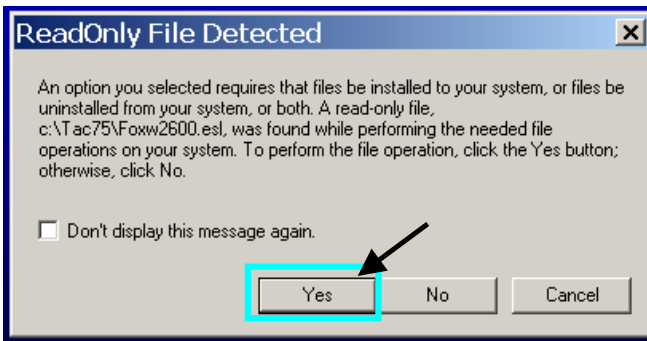 ReadOnly File Detected
An option you selected requires that files be installed to your system, or files be
uninstalled from your system, or both. A read-only file,
c:\Tac75\Foxw2600.esl, was found while performing the needed file
operations on your system. To perform the file operation, click the Yes button;
otherwise, click No.
Don't display this message again.
Yes No Cancel